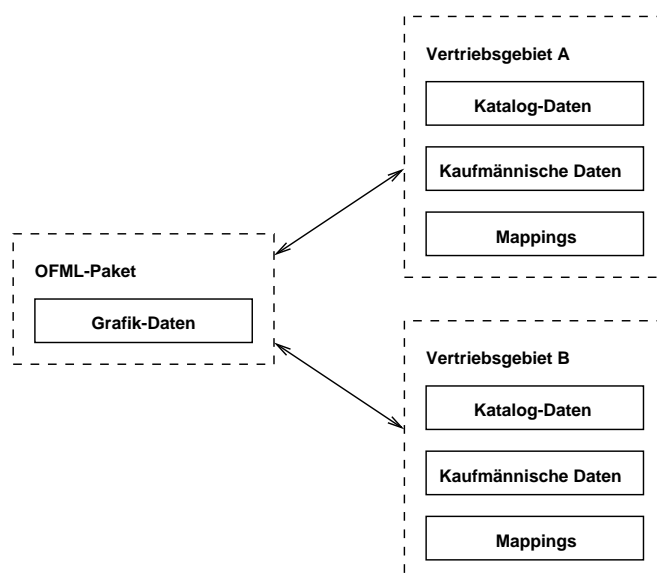 OFML-Paket
Grafik-Daten
Vertriebsgebiet A
Katalog-Daten
Kaufmännische Daten
Mappings
Vertriebsgebiet B
Katalog-Daten
Kaufmännische Daten
Mappings